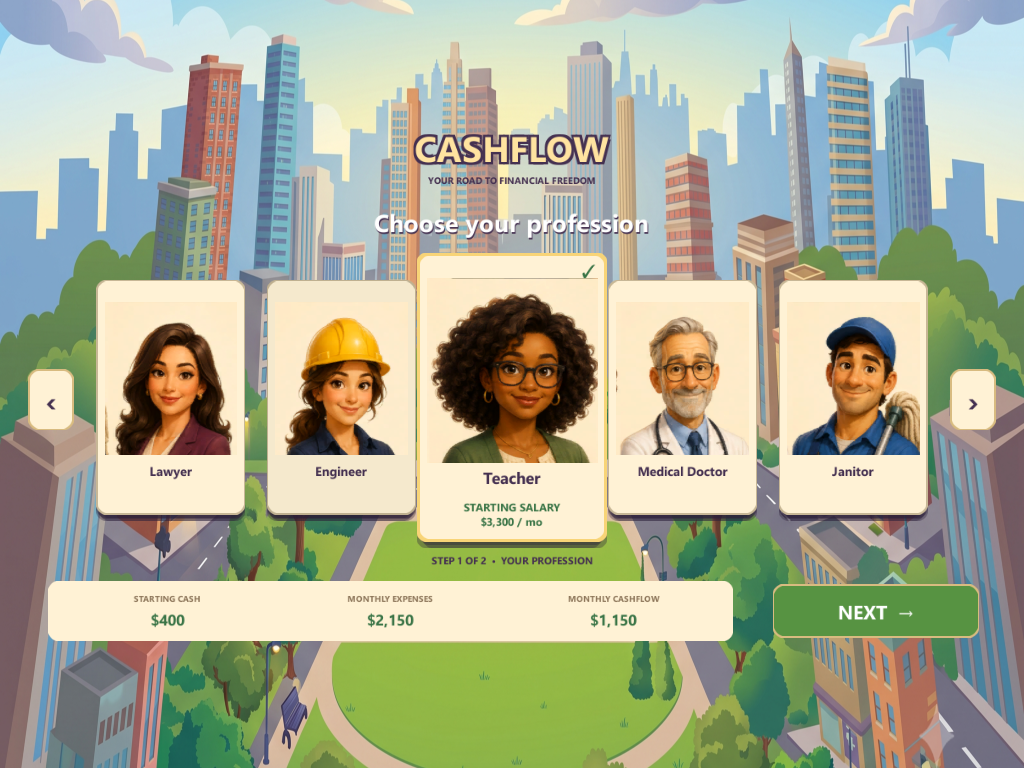 CASHFLOW
YOUR ROAD TO FINANCIAL FREEDOM
Choose your profession
✓
‹
Lawyer
Engineer
Teacher
STARTING SALARY
$3,300 / mo
Medical Doctor
Janitor
›
STEP 1 OF 2 • YOUR PROFESSION
STARTING CASH
$400
MONTHLY EXPENSES
$2,150
MONTHLY CASHFLOW
$1,150
NEXT →